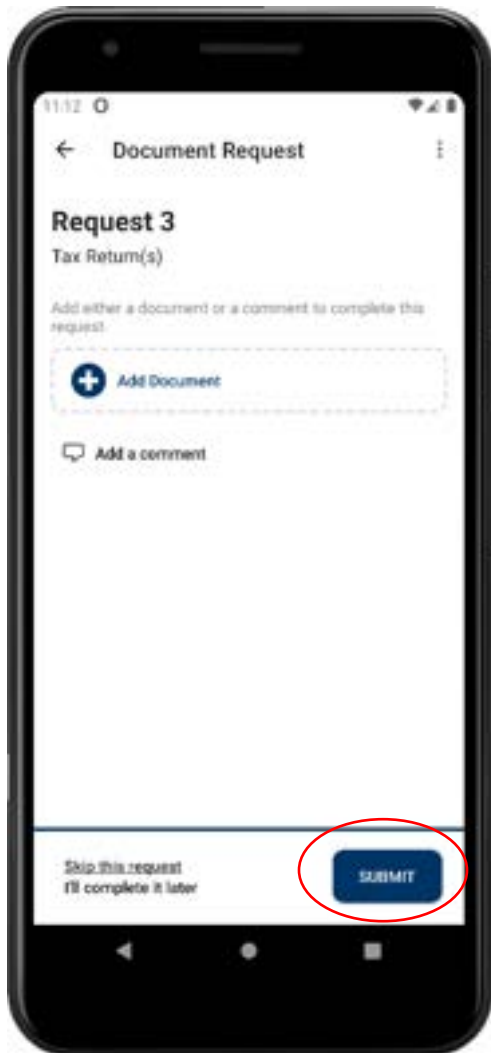 11:12
Document Request
Request 3
Tax Return(s)
Add either a document or a comment to complete this
request
Add Document
Add a comment
Skip this request
I'll complete it later
SUBMIT